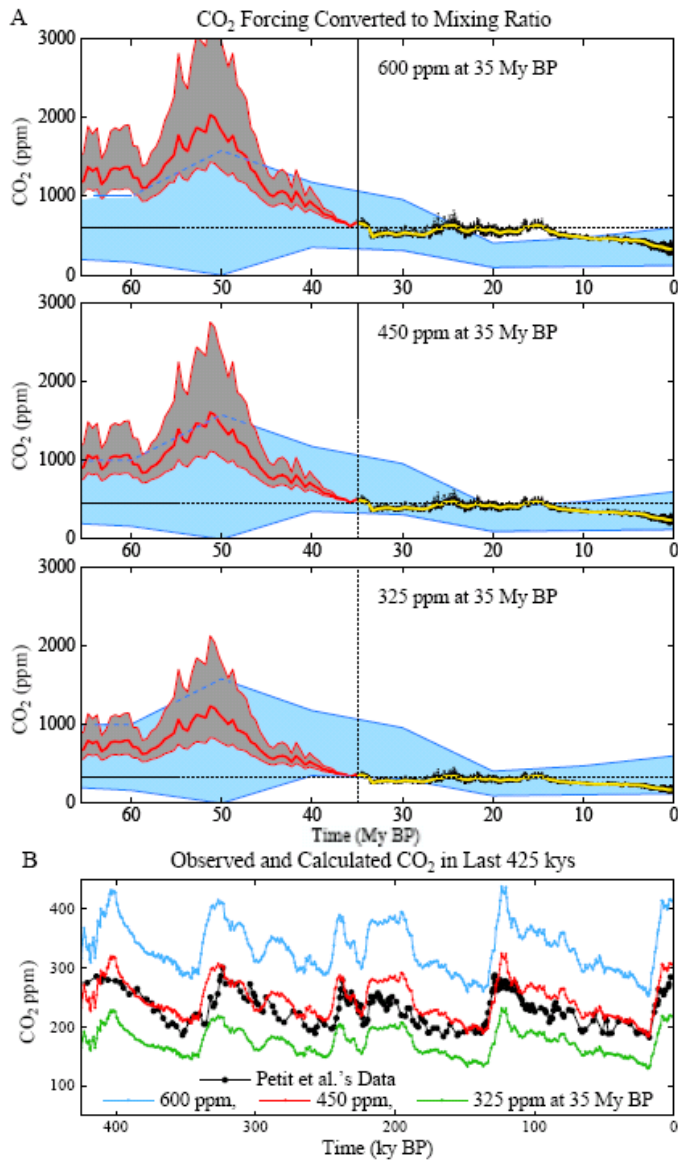 A CO2 Forcing Converted to Mixing Ratio
3000
600 ppm at 35 My BP
2000
CO2 (ppm)
1000
0
60 50 40 30 20 10 0
3000
450 ppm at 35 My BP
2000
CO2 (ppm)
1000
0
60 50 40 30 20 10 0
3000
325 ppm at 35 My BP
2000
CO2 (ppm)
1000
0
60 50 40 30 20 10 0
Time (My BP)
B Observed and Calculated CO2 in Last 425 kys
400
300
CO2 ppm)
200
100
Petit et al.'s Data
600 ppm, 450 ppm, 325 ppm at 35 My BP
400 300 200 100 0
Time (ky BP)